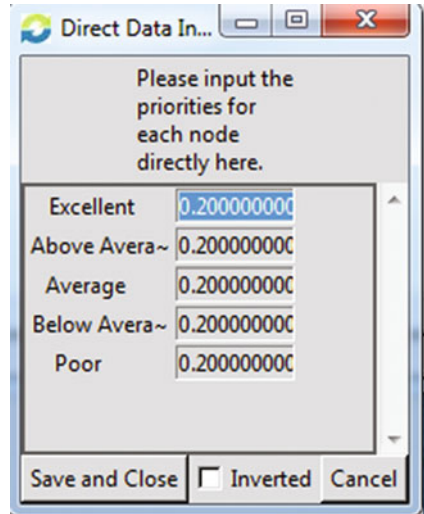 Direct Data In...
Please input the
priorities for
each node
directly here.
Excellent 0.200000000
Above Avera~ 0.200000000
Average 0.200000000
Below Avera~ 0.200000000
Poor 0.200000000
Save and Close Inverted Cancel